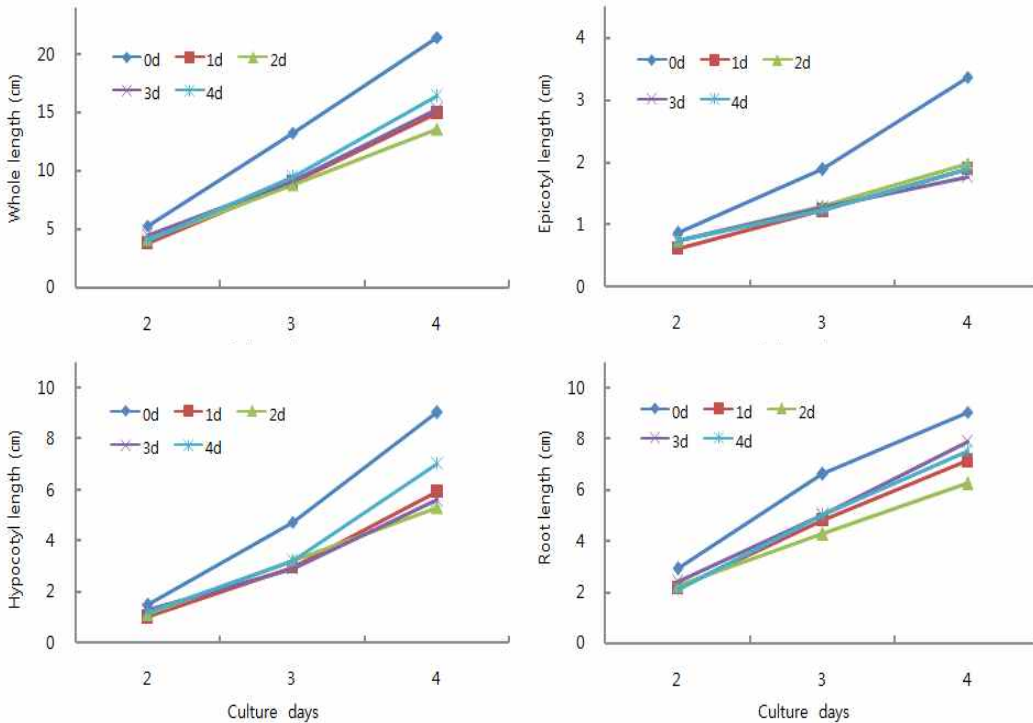 Whole length (cm)
20
15
10
5
0
0d 1d 2d
3d 4d
2 3 4
Epicotyl length (cm)
4
3
2
1
0
0d 1d 2d
3d 4d
2 3 4
Hypocotyl length (cm)
10
8
6
4
2
0
0d 1d 2d
3d 4d
2 3 4
Culture days
Root length (cm)
10
8
6
4
2
0
0d 1d 2d
3d 4d
2 3 4
Culture days